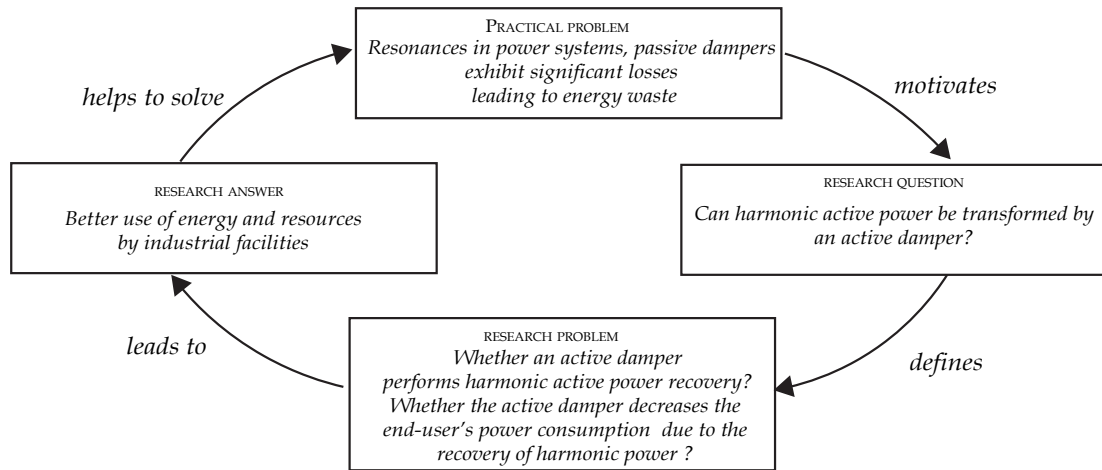 PRACTICAL PROBLEM
Resonances in power systems, passive dampers
exhibit significant losses
leading to energy waste
helps to solve
motivates
RESEARCH ANSWER
Better use of energy and resources
by industrial facilities
RESEARCH QUESTION
Can harmonic active power be transformed by
an active damper?
leads to
defines
RESEARCH PROBLEM
Whether an active damper
performs harmonic active power recovery?
Whether the active damper decreases the
end-user's power consumption due to the
recovery of harmonic power ?